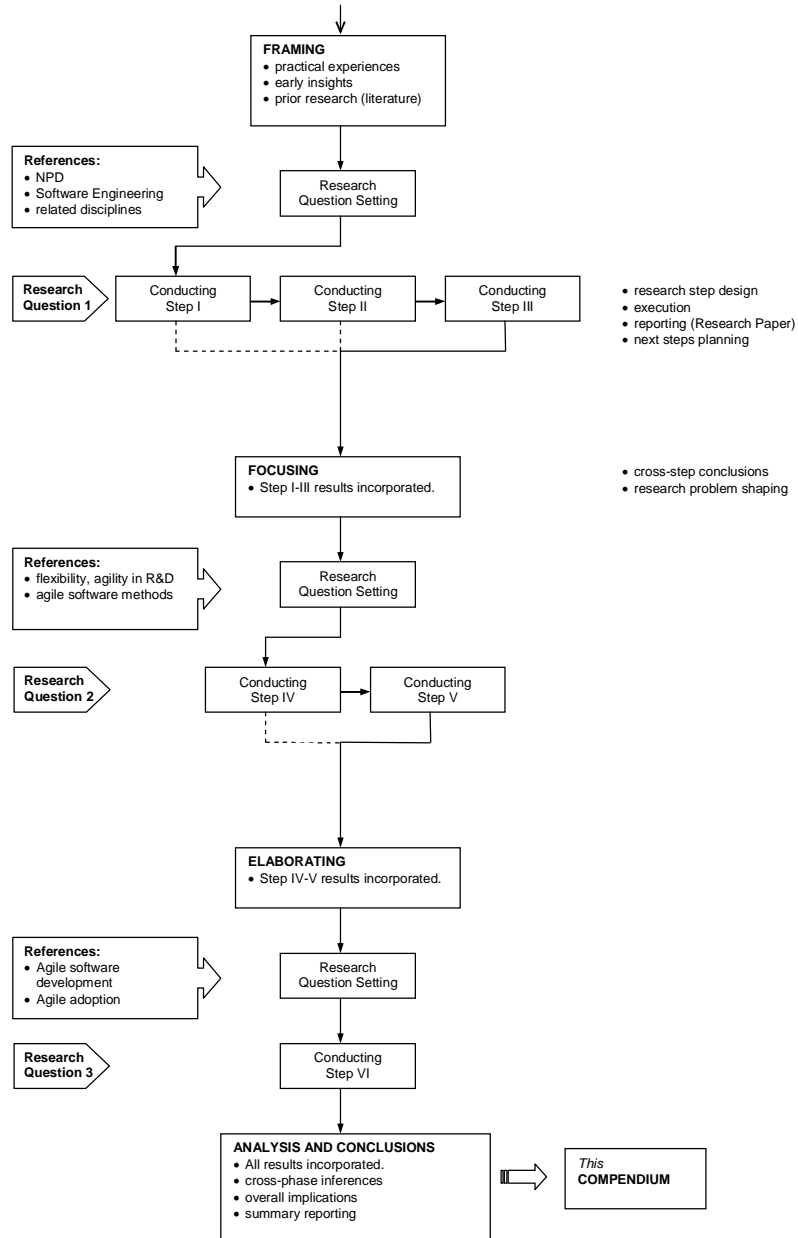 FRAMING
• practical experiences
• early insights
• prior research (literature)
References:
• NPD
• Software Engineering
• related disciplines
Research
Question Setting
Research
Question 1
Conducting
Step I
Conducting
Step II
Conducting
Step III
• research step design
• execution
• reporting (Research Paper)
• next steps planning
FOCUSING
• Step I-III results incorporated.
• cross-step conclusions
• research problem shaping
References:
• flexibility, agility in R&D
• agile software methods
Research
Question Setting
Research
Question 2
Conducting
Step IV
Conducting
Step V
ELABORATING
• Step IV-V results incorporated.
References:
• Agile software
development
• Agile adoption
Research
Question Setting
Research
Question 3
Conducting
Step VI
ANALYSIS AND CONCLUSIONS
• All results incorporated.
• cross-phase inferences
• overall implications
• summary reporting
This
COMPENDIUM